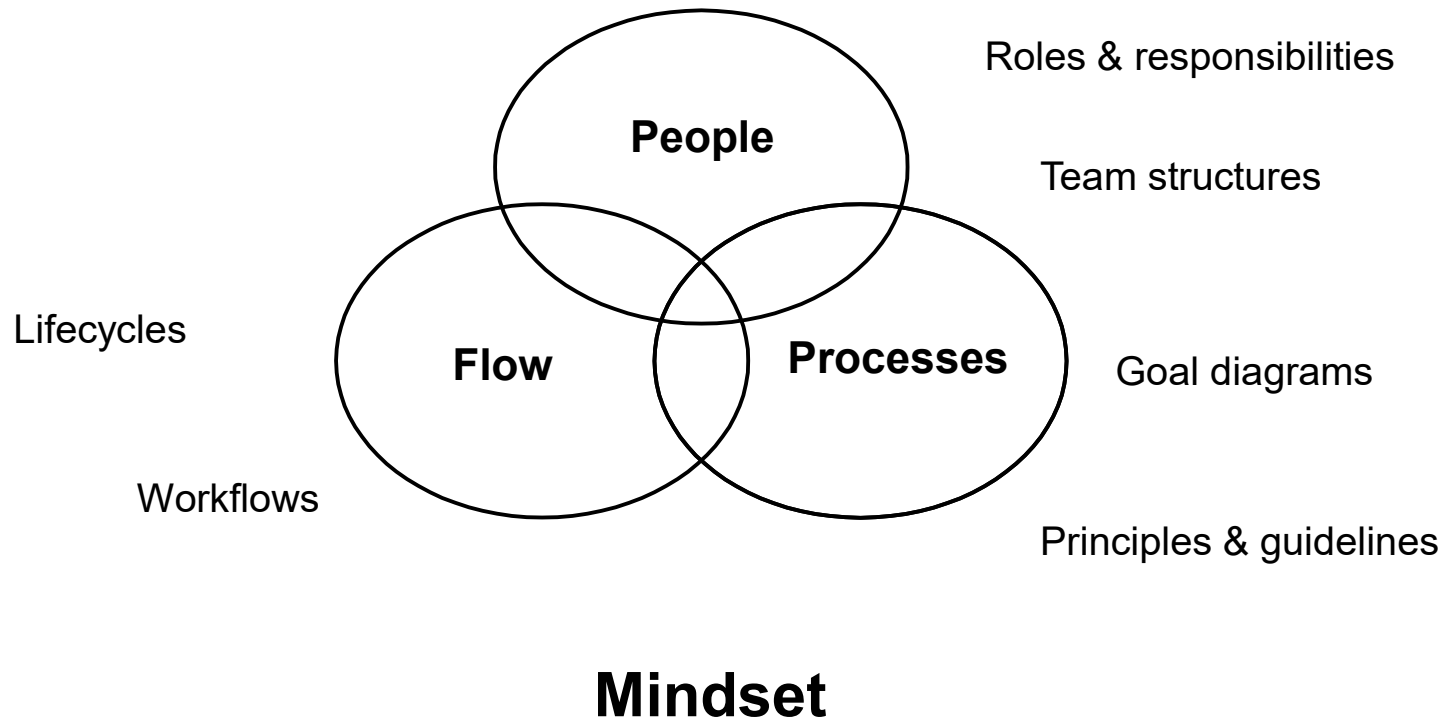 Roles & responsibilities
People
Team structures
Lifecycles
Flow
Processes
Goal diagrams
Workflows
Principles & guidelines
Mindset